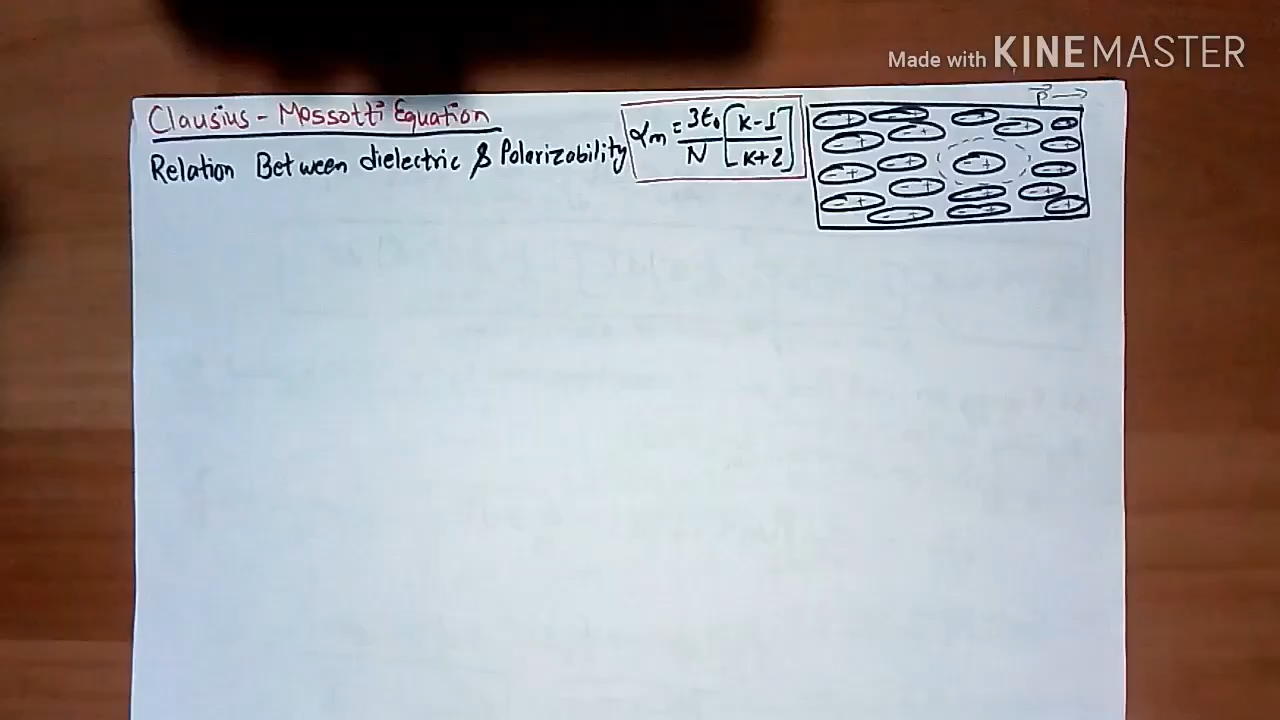 Made with KINEMASTER
Clausius - Mossotti Equation
Relation Between dielectric & Polarizability αm = 3ε₀/N [K-1/K+2]
P→